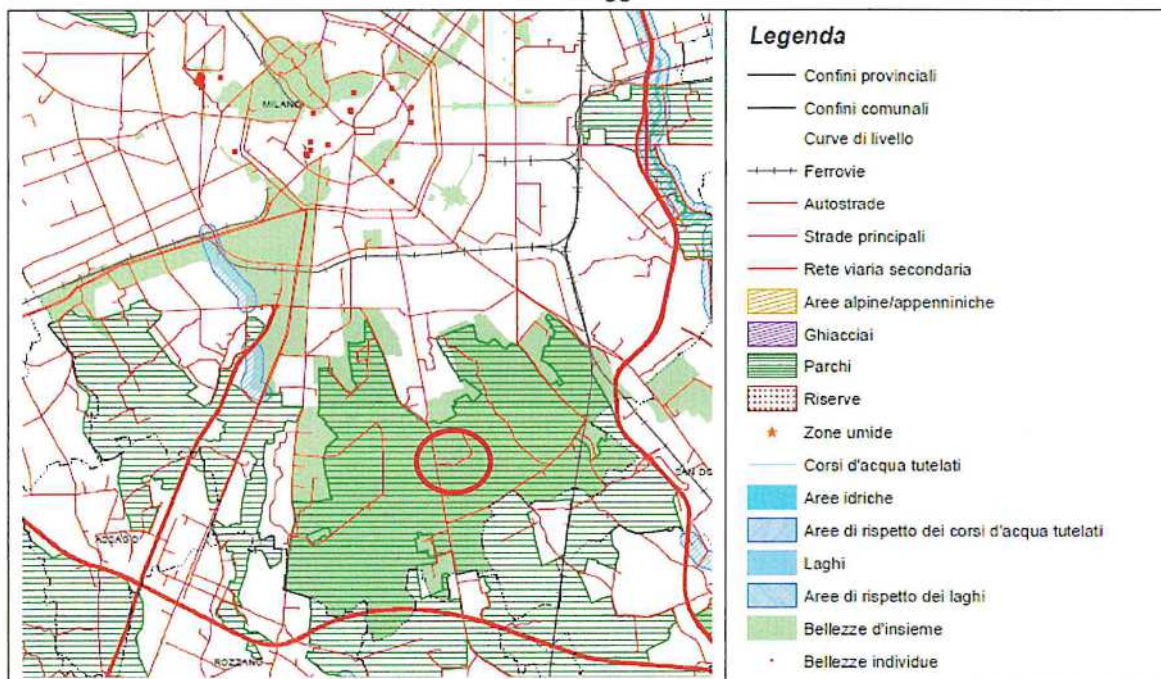 Legenda
Confini provinciali
Confini comunali
Curve di livello
Ferrovie
Autostrade
Strade principali
Rete viaria secondaria
Aree alpine/appenniniche
Ghiacciai
Parchi
Riserve
Zone umide
Corsi d'acqua tutelati
Aree idriche
Aree di rispetto dei corsi d'acqua tutelati
Laghi
Aree di rispetto dei laghi
Bellezze d'insieme
Bellezze individue
MILANO
ROZZANO